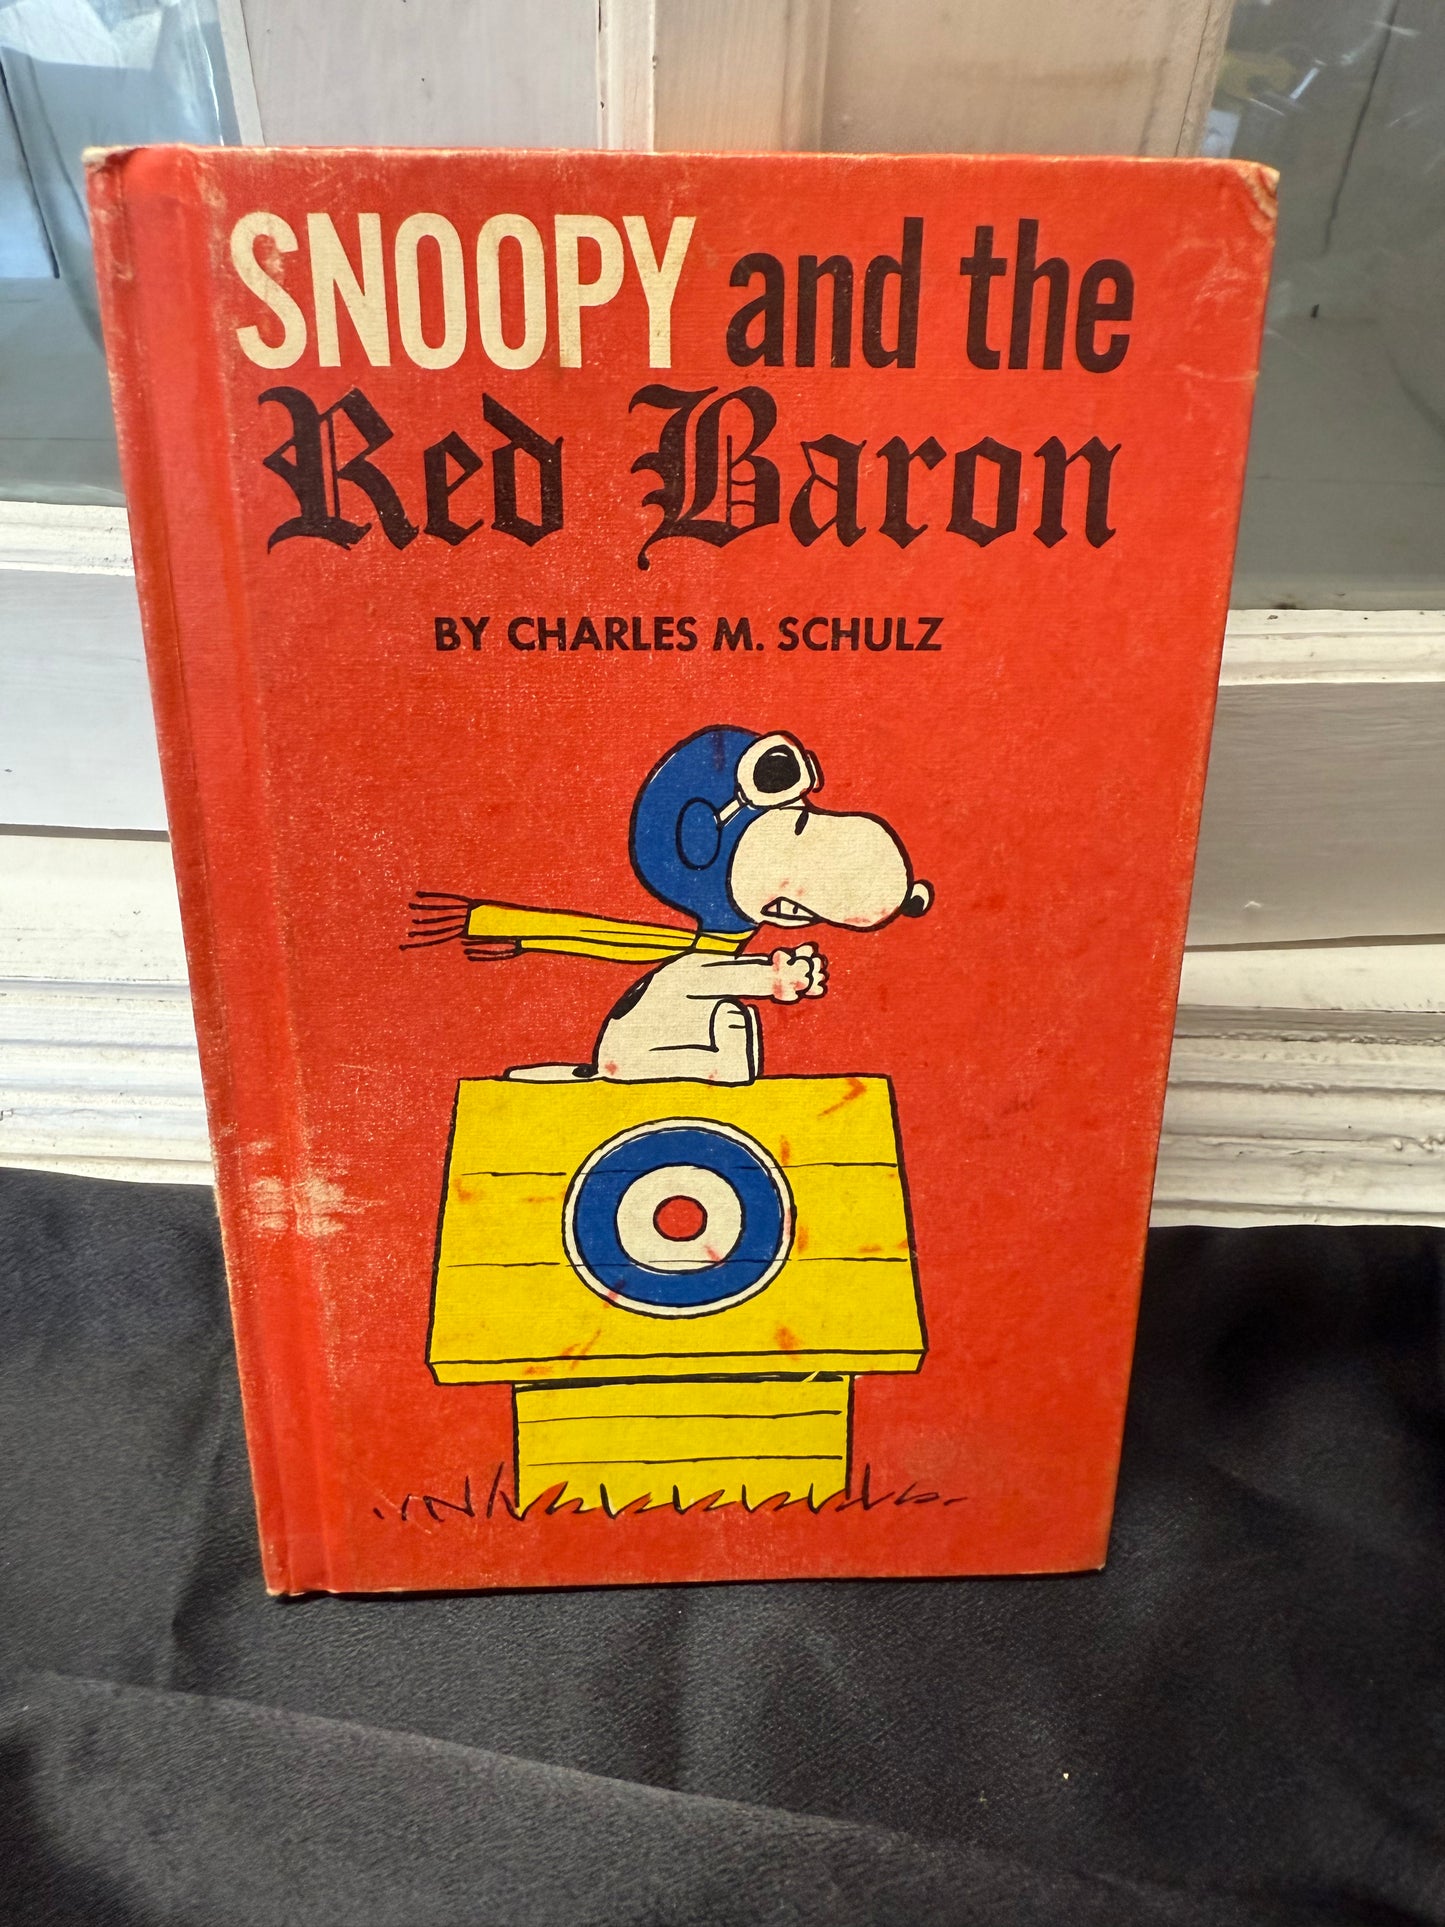 SNOOPY and the
Red Baron
BY CHARLES M. SCHULZ